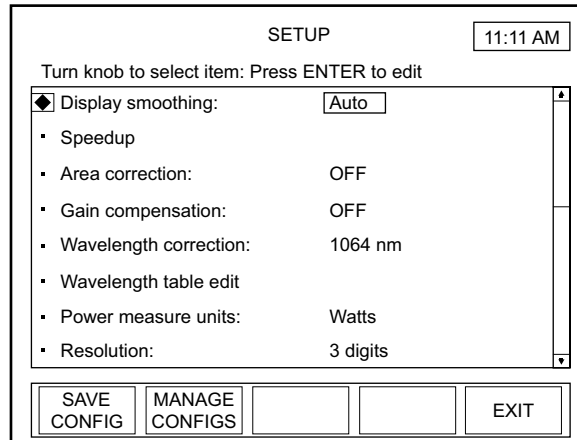 SETUP
11:11 AM
Turn knob to select item: Press ENTER to edit
Display smoothing: Auto
Speedup
Area correction: OFF
Gain compensation: OFF
Wavelength correction: 1064 nm
Wavelength table edit
Power measure units: Watts
Resolution: 3 digits
SAVE
CONFIG
MANAGE
CONFIGS
EXIT